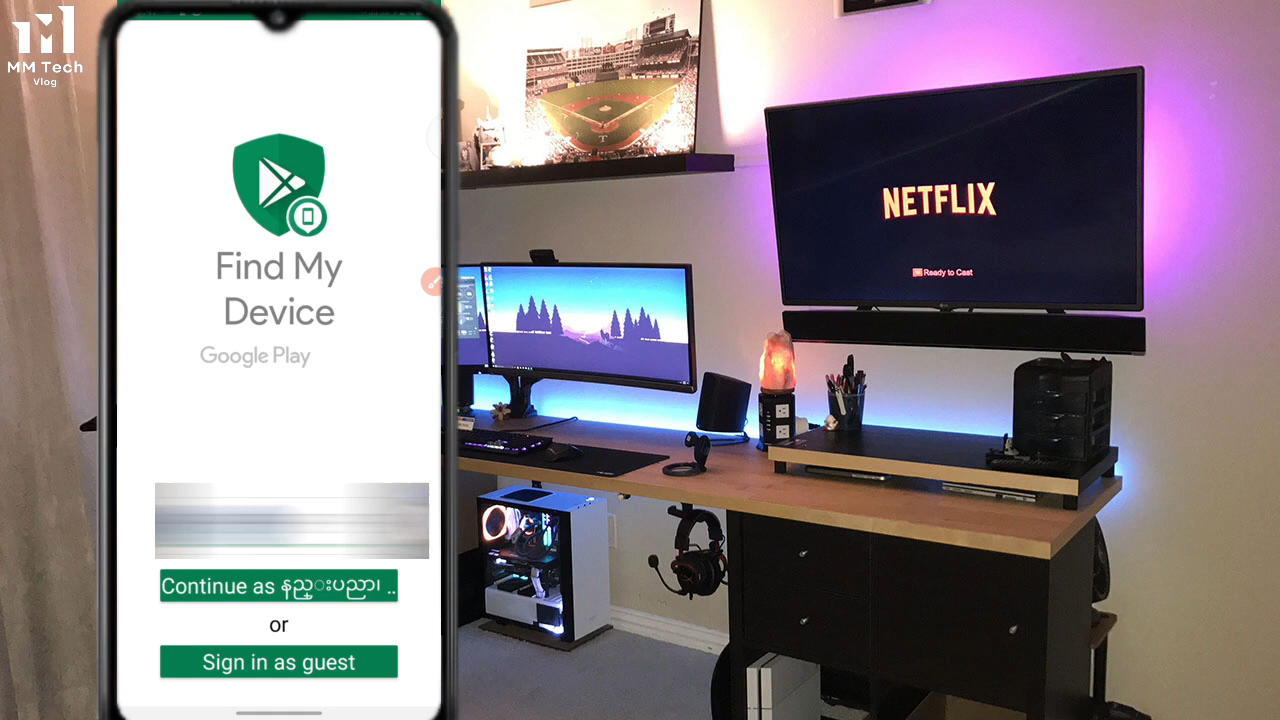 MM Tech
Vlog
Find My
Device
Google Play
Continue as နည္းပညာ၊ ..
or
Sign in as guest
NETFLIX
Ready to Cast